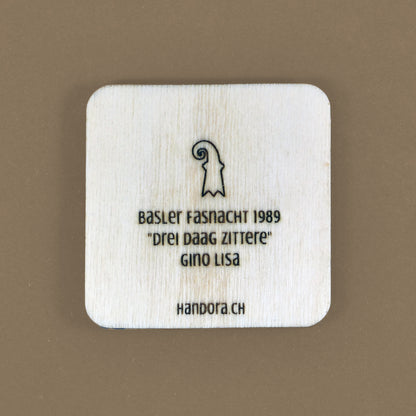 Basler Fasnacht 1989
"Drei Daag Zittere"
Gino Lisa
Handora.ch